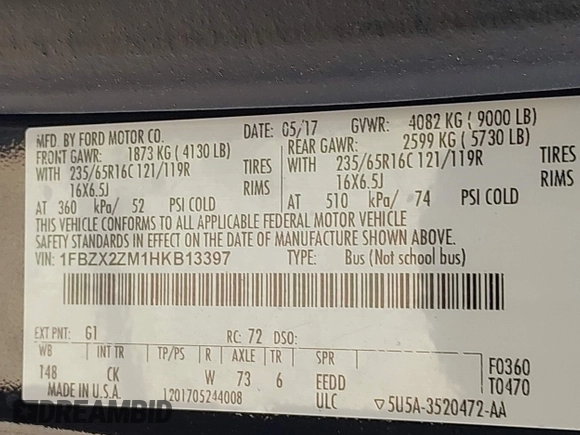 MFD. BY FORD MOTOR CO.
DATE: 05/17 GVWR: 4082 KG ( 9000 LB)
FRONT GAWR: 1873 KG ( 4130 LB)
REAR GAWR: 2599 KG ( 5730 LB)
WITH 235/65R16C 121/119R TIRES
WITH 235/65R16C 121/119R TIRES
16X6.5J RIMS
16X6.5J RIMS
AT 360 kPa/ 52 PSI COLD
AT 510 kPa/ 74 PSI COLD
THIS VEHICLE CONFORMS TO ALL APPLICABLE FEDERAL MOTOR VEHICLE
SAFETY STANDARDS IN EFFECT ON THE DATE OF MANUFACTURE SHOWN ABOVE.
VIN: 1FBZX2ZM1HKB13397 TYPE: Bus (Not School bus)
EXT PNT: G1 RC: 72 DSO:
WB INT TR TP/PS R AXLE TR SPR
148 CK W 73 6 EEDD
F0360
T0470
MADE IN U.S.A. 1201705244008 ULC ▽5U5A-3520472-AA
DREAMBID